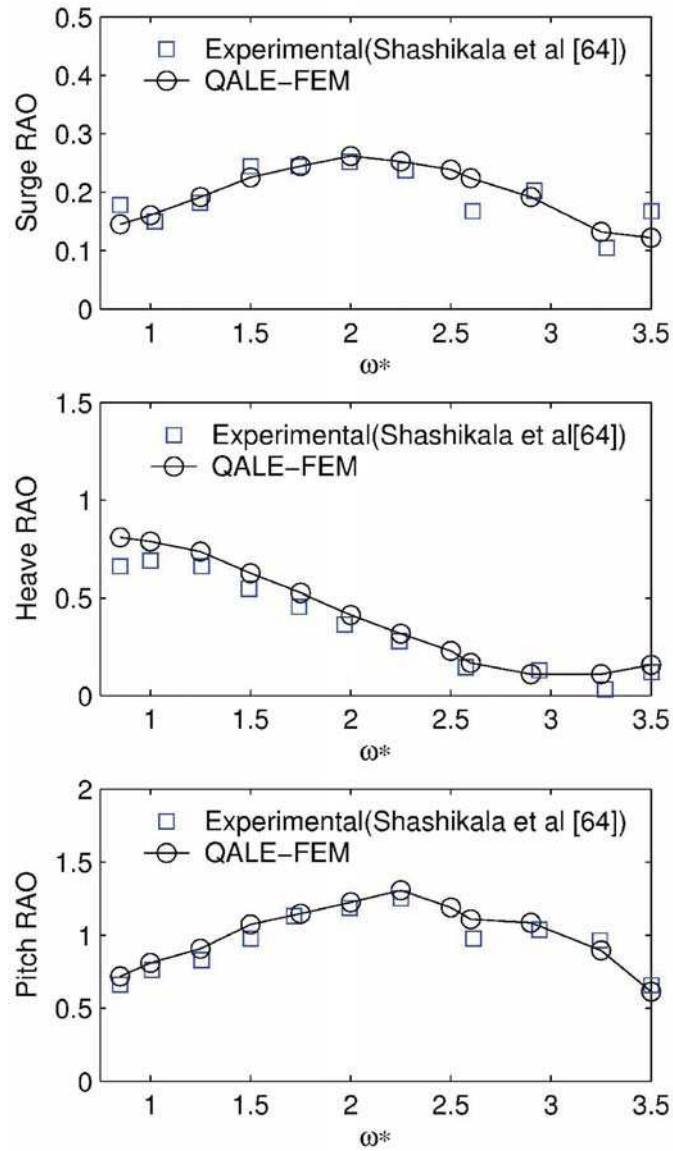 Surge RAO
0.5
0.4
0.3
0.2
0.1
0
Experimental(Shashikala et al [64])
QALE-FEM
1 1.5 2 2.5 3 3.5
ω*
Heave RAO
1.5
1
0.5
0
Experimental(Shashikala et al[64])
QALE-FEM
1 1.5 2 2.5 3 3.5
ω*
Pitch RAO
2
1.5
1
0.5
0
Experimental(Shashikala et al [64])
QALE-FEM
1 1.5 2 2.5 3 3.5
ω*